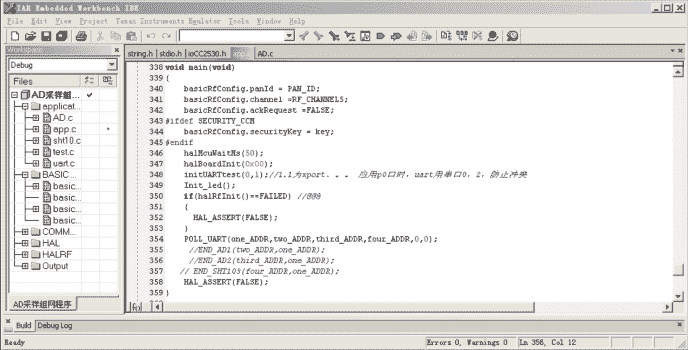 IAR Embedded Workbench IDE
File Edit View Project Texas Instruments Emulator Tools Window Help
Workspace
string.h | stdio.h | ioCC2530.h AD.c
Debug
Files
AD采样组...
applicat...
AD.c
app.c
sht10.c
test.c
uart.c
BASIC ...
basic...
basic...
basic...
basic...
COMM...
HAL
HALRF
Output
AD采样组网程序
338 void main(void)
339 {
340 basicRfConfig.panId = PAN_ID;
341 basicRfConfig.channel =RF_CHANNELS;
342 basicRfConfig.ackRequest =FALSE;
343 #ifdef SECURITY_CCM
344 basicRfConfig.securityKey = key;
345 #endif
346 halMcuWaitMs(50);
347 halBoardInit(0x00);
348 initUARTtest(0,1);//1.1为xport... 应用p0口时，uart用串口0，2，防止冲突
349 Init_led();
350 if(halRfInit()==FAILED) //@@@
351 {
352 HAL_ASSERT(FALSE);
353 }
354 POLL_UART(one_ADDR,two_ADDR,third_ADDR,four_ADDR,0,0);
355 //END_AD1(two_ADDR,one_ADDR);
356 //END_AD2(third_ADDR,one_ADDR);
357 // END_SHT103(four_ADDR,one_ADDR);
358 HAL_ASSERT(FALSE);
359 }
Build Debug Log
Ready
Errors 0, Warnings 0
Ln 356, Col 12